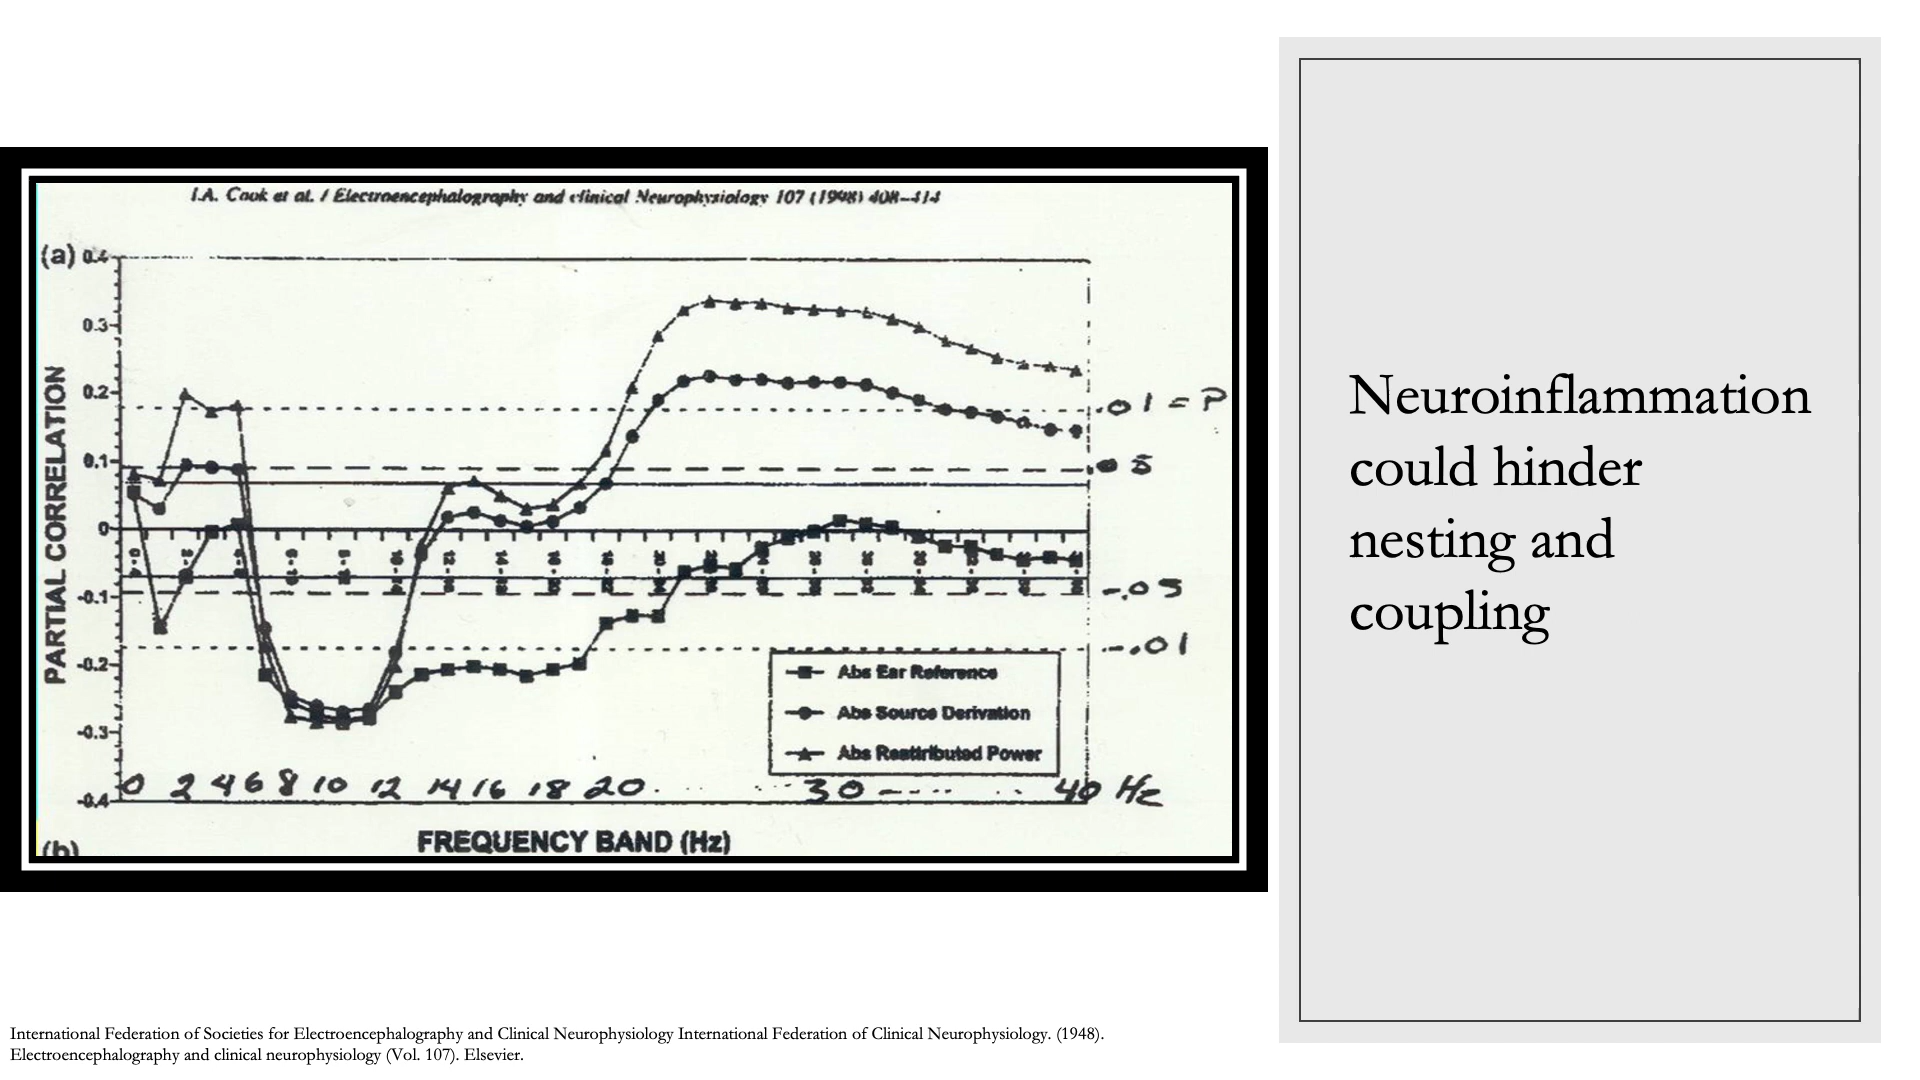 I.A. Cook et al. / Electroencephalography and clinical Neurophysiology 107 (1998) 408-414
(a)
0.4
0.3
0.2
0.1
0
-0.1
-0.2
-0.3
-0.4
PARTIAL CORRELATION
.01 = P
.05
-.05
-.01
Abs Ear Reference
Abs Source Derivation
Abs Reattributed Power
0 2 4 6 8 10 12 14 16 18 20 30 40 Hz
FREQUENCY BAND (Hz)
(b)
Neuroinflammation
could hinder
nesting and
coupling
International Federation of Societies for Electroencephalography and Clinical Neurophysiology International Federation of Clinical Neurophysiology. (1948).
Electroencephalography and clinical neurophysiology (Vol. 107). Elsevier.